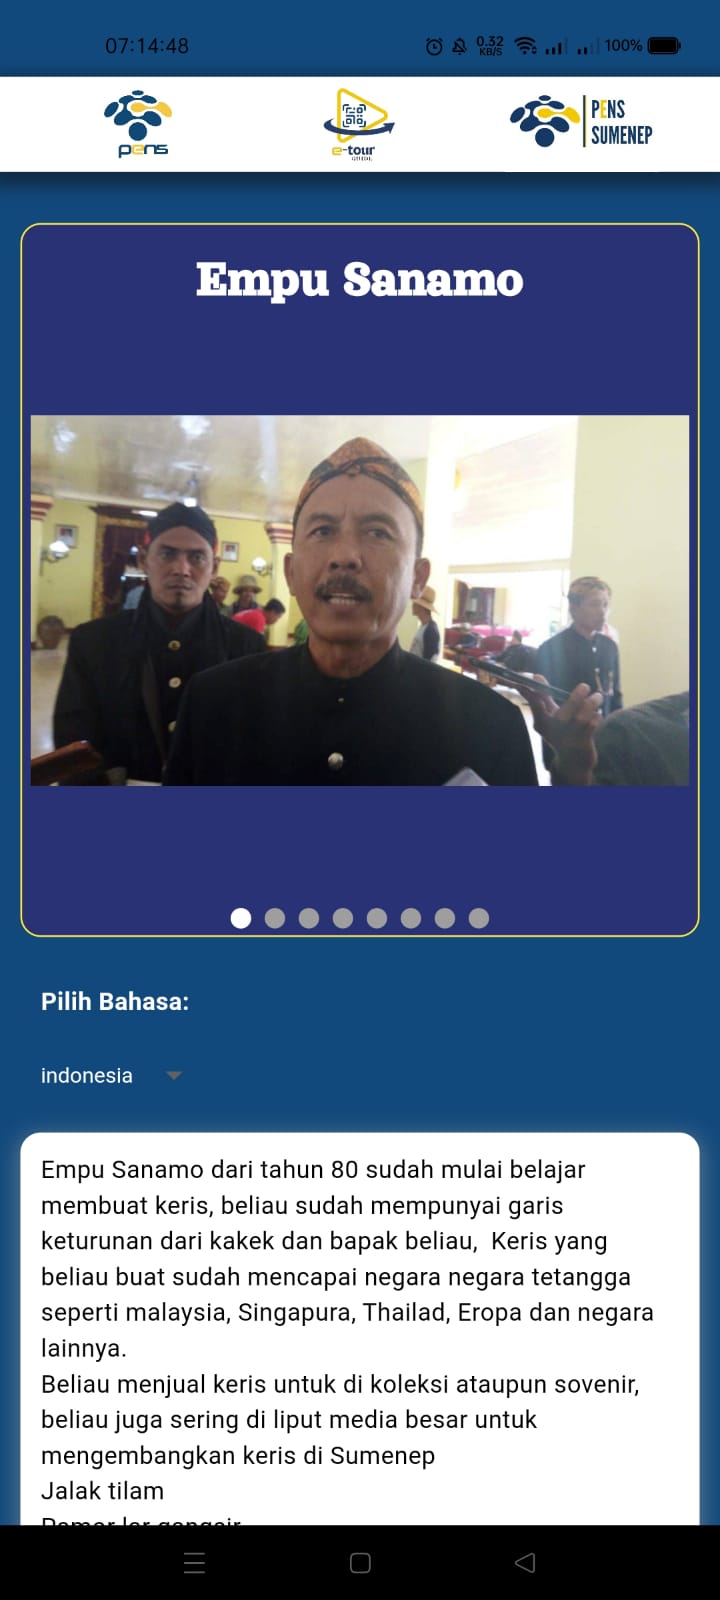 07:14:48
0.32
KB/S
100%
pens
e-tour
PENS
SUMENEP
Empu Sanamo
Pilih Bahasa:
indonesia
Empu Sanamo dari tahun 80 sudah mulai belajar
membuat keris, beliau sudah mempunyai garis
keturunan dari kakek dan bapak beliau,  Keris yang
beliau buat sudah mencapai negara negara tetangga
seperti malaysia, Singapura, Thailad, Eropa dan negara
lainnya.
Beliau menjual keris untuk di koleksi ataupun sovenir,
beliau juga sering di liput media besar untuk
mengembangkan keris di Sumenep
Jalak tilam